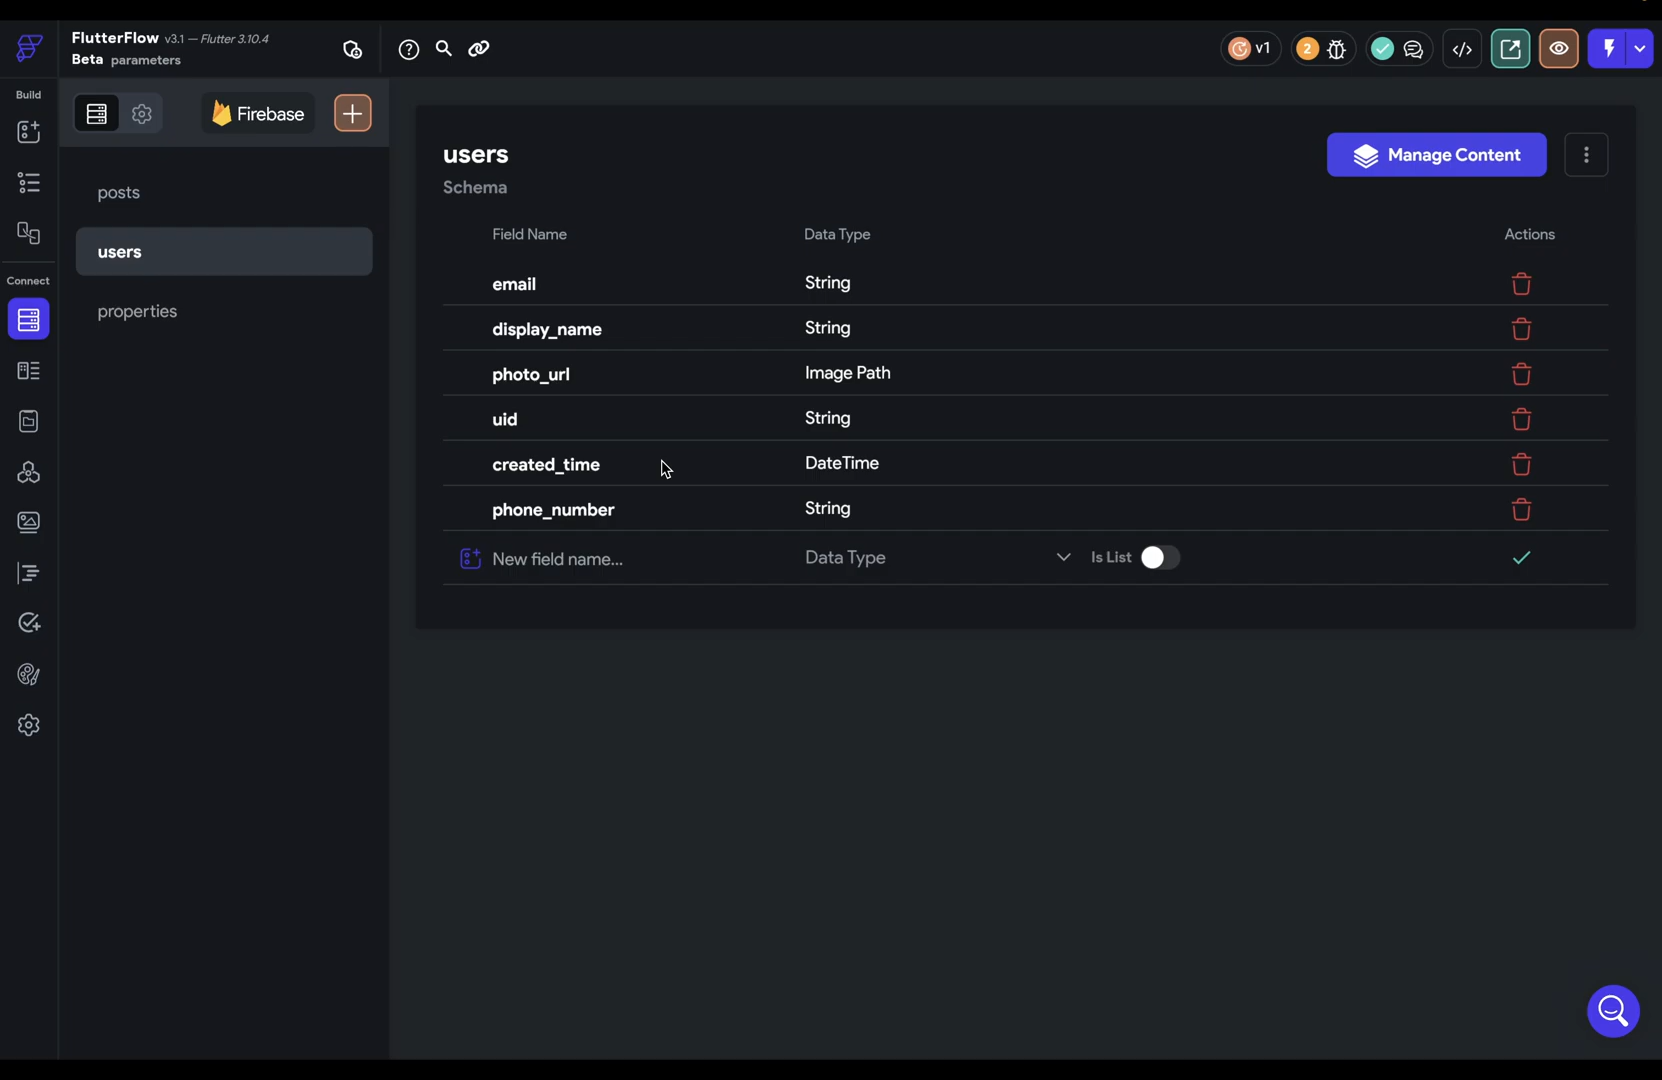 FlutterFlow v3.1 — Flutter 3.10.4
Beta parameters
v1
2
Build
Connect
Firebase
posts
users
properties
users
Manage Content
Schema
Field Name Data Type Actions
email String
display_name String
photo_url Image Path
uid String
created_time DateTime
phone_number String
New field name... Data Type Is List